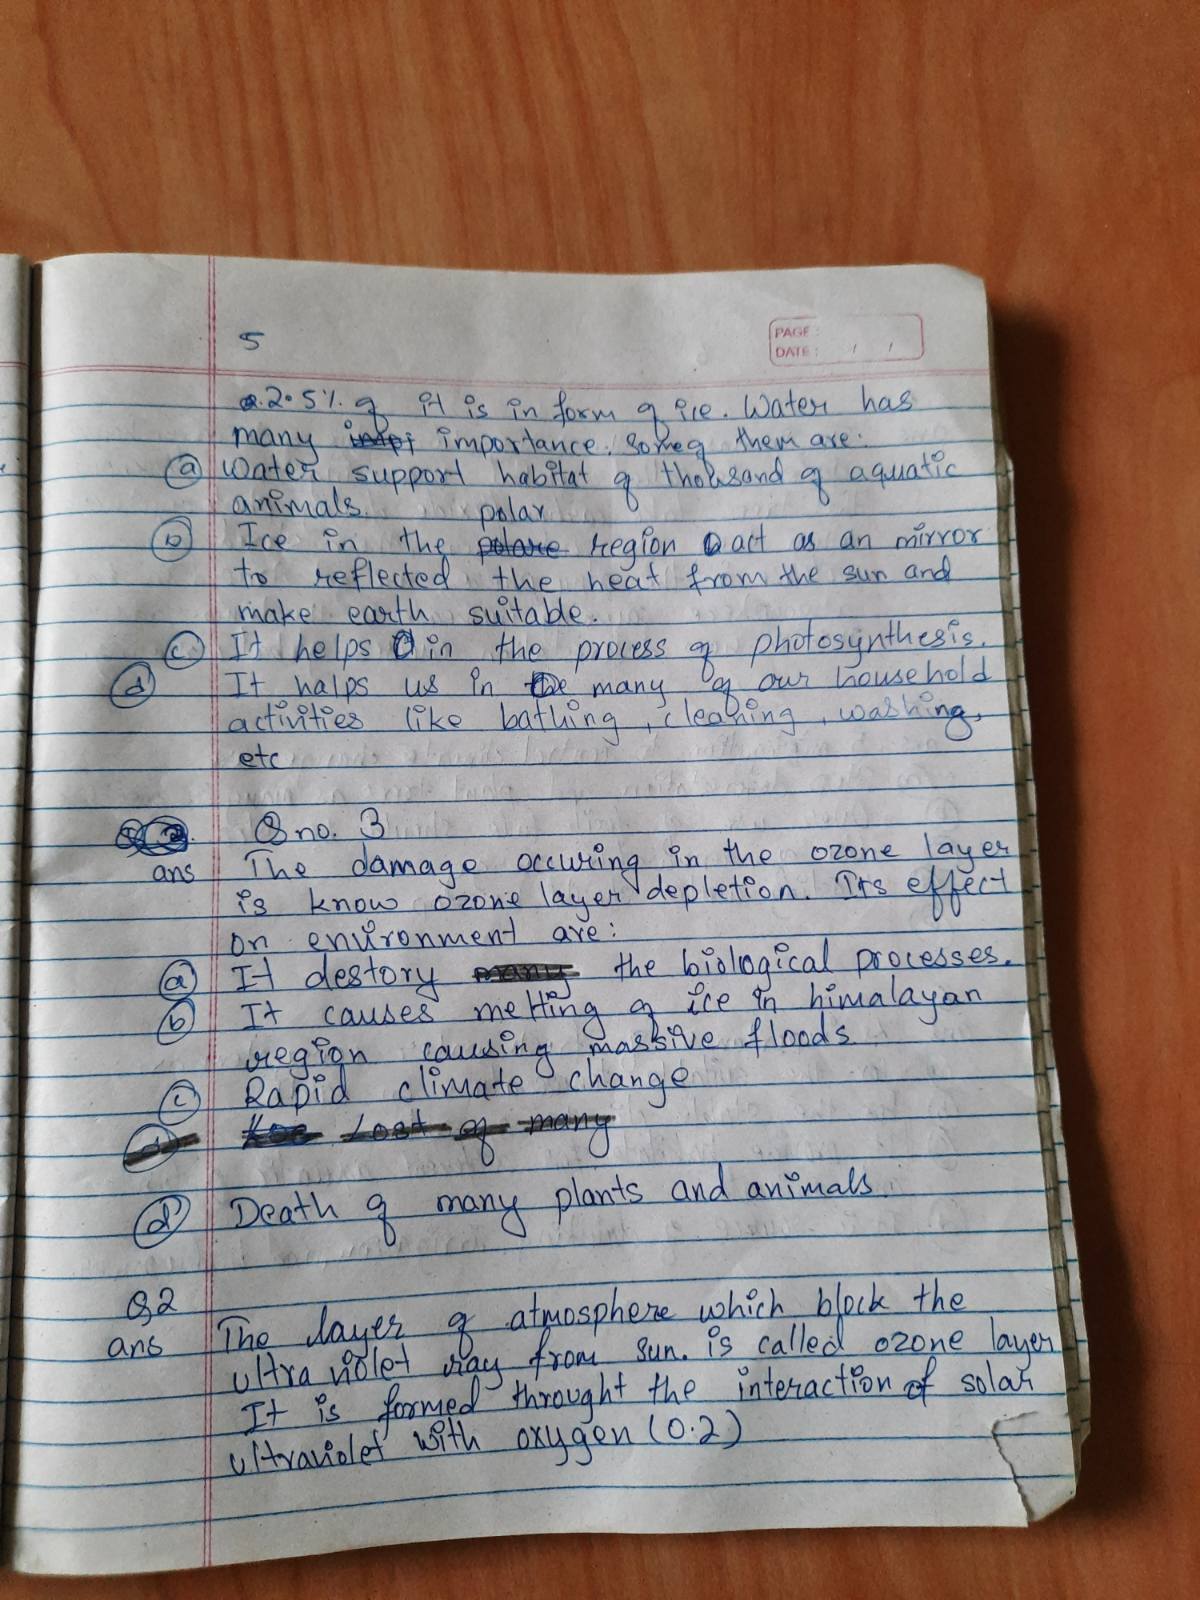 5
PAGE :
DATE : / /
2.5%. of it is in form of ice. Water has
many importance. Some of them are:
(a) Water support habitat of thousand of aquatic
animals.
polar
(b) Ice in the polare region act as an mirror
to reflected the heat from the sun and
make earth suitable.
(c) It helps in the process of photosynthesis.
(d) It halps us in many of our household
activities like bathing, cleaning, washing,
etc
Q no. 3
ans The damage occuring in the ozone layer
is know ozone layer depletion. Its effect
on environment are:
(a) It destory many the biological processes.
(b) It causes melting of ice in himalayan
region causing massive floods
(c) Rapid climate change
(d) Lost of many
(d) Death of many plants and animals.
Q2
ans The layer of atmosphere which block the
ultra violet ray from sun. is called ozone layer
It is formed throught the interaction of solar
ultraviolet with oxygen (0.2)